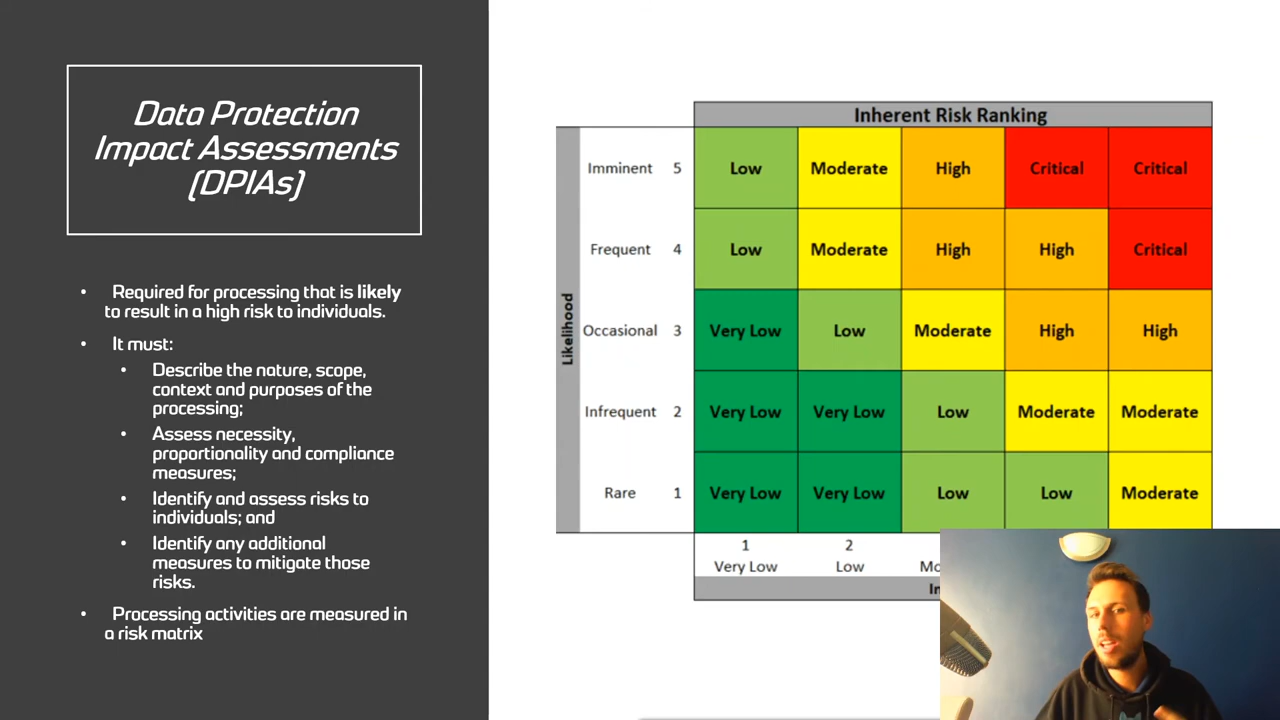 Data Protection
Impact Assessments
(DPIAs)
• Required for processing that is likely
to result in a high risk to individuals.
• It must:
• Describe the nature, scope,
context and purposes of the
processing;
• Assess necessity,
proportionality and compliance
measures;
• Identify and assess risks to
individuals; and
• Identify any additional
measures to mitigate those
risks.
• Processing activities are measured in
a risk matrix
Inherent Risk Ranking
Likelihood
Imminent 5 Low Moderate High Critical Critical
Frequent 4 Low Moderate High High Critical
Occasional 3 Very Low Low Moderate High High
Infrequent 2 Very Low Very Low Low Moderate Moderate
Rare 1 Very Low Very Low Low Low Moderate
1 2
Very Low Low